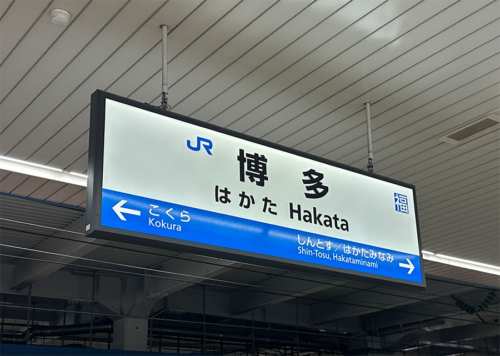 JR 博多 福
はかた Hakata
← こくら
Kokura
しんとす/はかたみなみ
Shin-Tosu, Hakataminami →